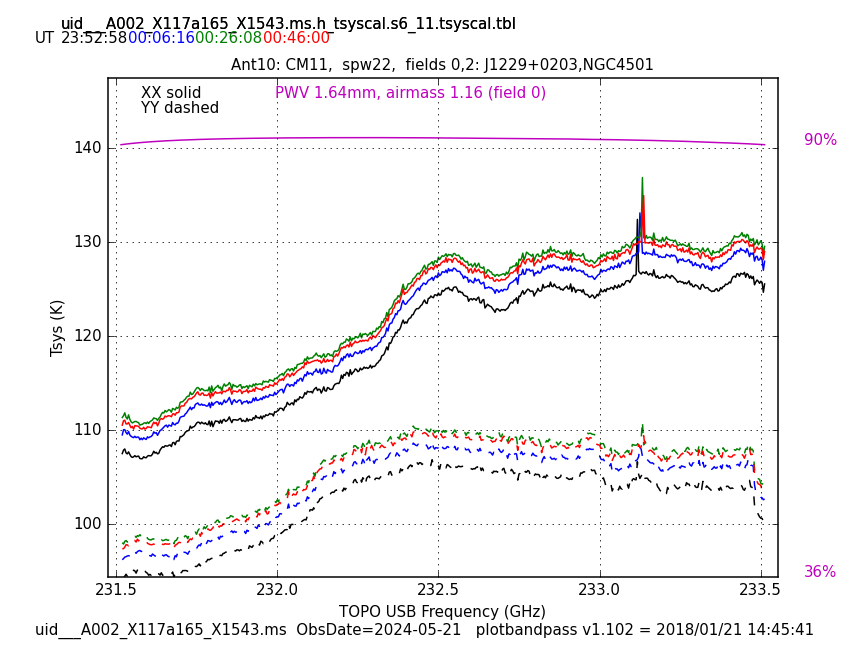 uid___A002_X117a165_X1543.ms.h_tsyscal.s6_11.tsyscal.tbl
UT 23:52:58 00:06:16 00:26:08 00:46:00
Ant10: CM11, spw22, fields 0,2: J1229+0203,NGC4501
XX solid
PWV 1.64mm, airmass 1.16 (field 0)
YY dashed
90%
140
130
120
110
100
Tsys (K)
36%
231.5 232.0 232.5 233.0 233.5
TOPO USB Frequency (GHz)
uid___A002_X117a165_X1543.ms ObsDate=2024-05-21 plotbandpass v1.102 = 2018/01/21 14:45:41